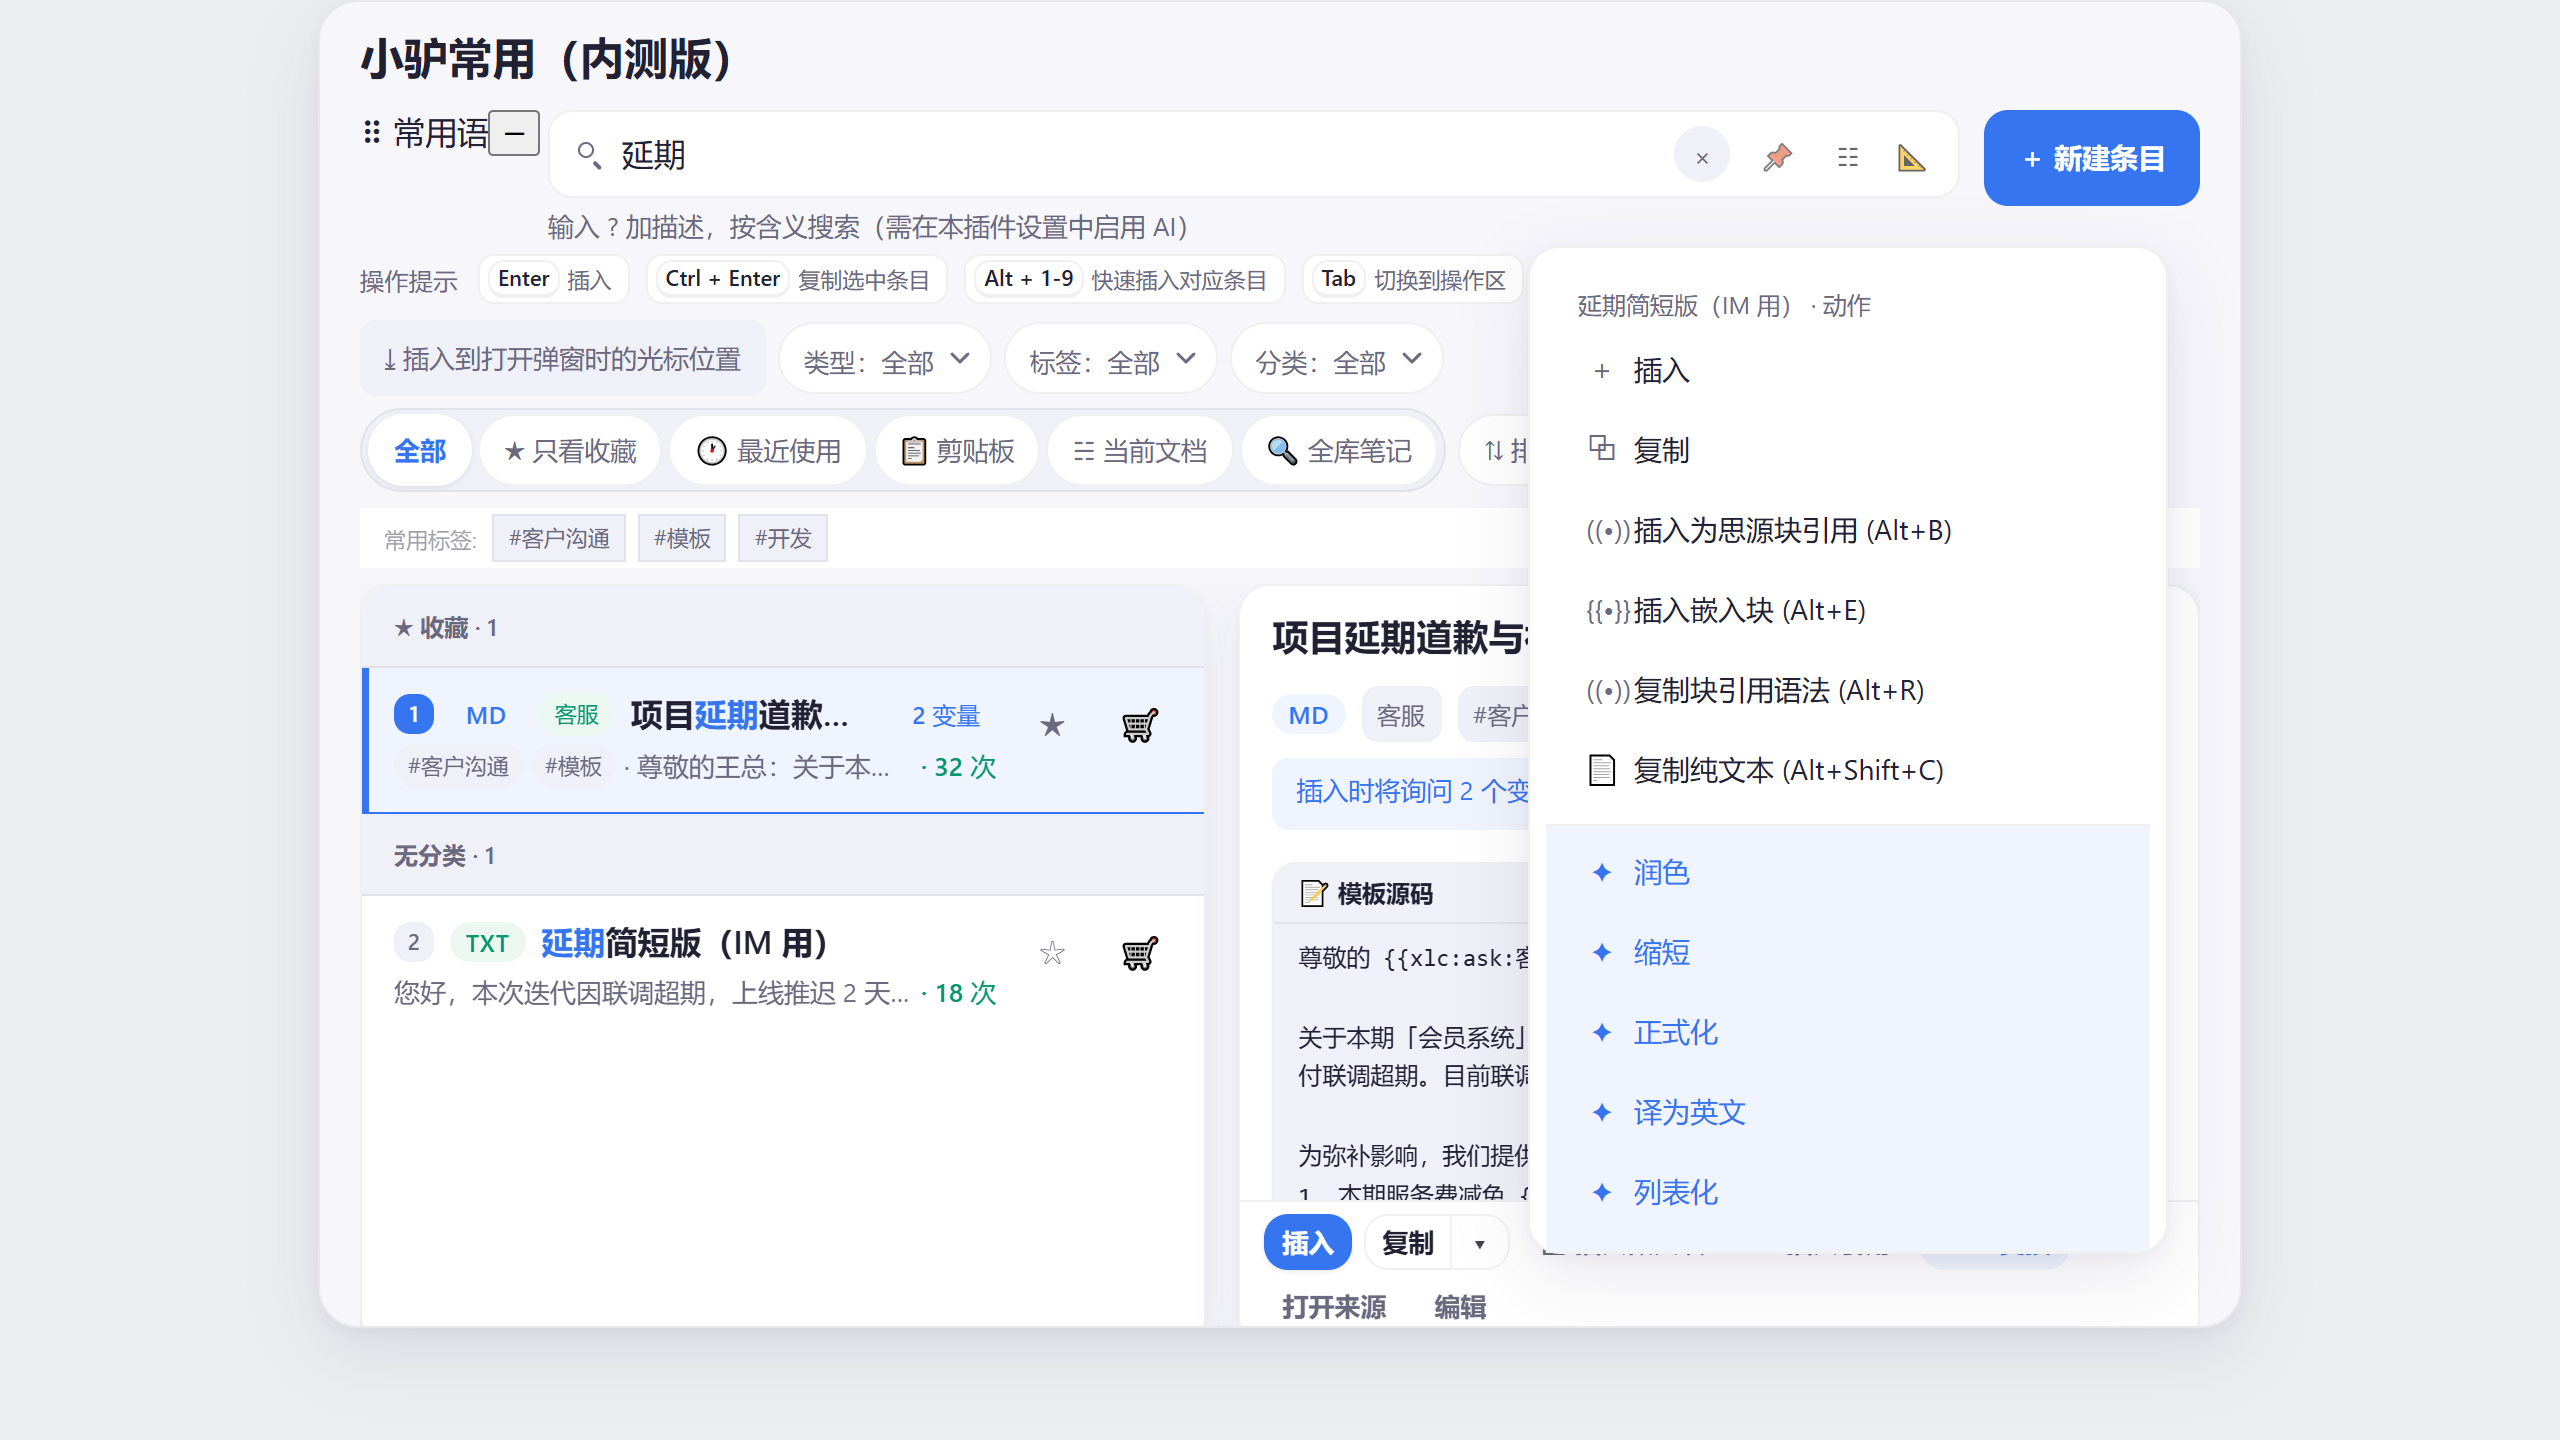 小驴常用（内测版）
⠿ 常用语 −
延期
× 
＋ 新建条目
输入 ? 加描述，按含义搜索（需在本插件设置中启用 AI）
操作提示 Enter 插入 Ctrl + Enter 复制选中条目 Alt + 1-9 快速插入对应条目 Tab 切换到操作区
⤓插入到打开弹窗时的光标位置 类型：全部 标签：全部 分类：全部
全部 ★ 只看收藏 最近使用 剪贴板 ☵ 当前文档 全库笔记 ⇅
常用标签: #客户沟通 #模板 #开发
★ 收藏 · 1
1 MD 客服 项目延期道歉... 2 变量 ★
#客户沟通 #模板 · 尊敬的王总：关于本... · 32 次
无分类 · 1
2 TXT 延期简短版（IM 用） ☆
您好，本次迭代因联调超期，上线推迟 2 天... · 18 次
项目延期道歉与
MD 客服 #客户
插入时将询问 2 个变
模板源码
尊敬的 {{xlc:ask:客
关于本期「会员系统」
付联调超期。目前联调
为弥补影响，我们提供
1. 本期服务费减免 {
插入 复制 ▾
打开来源 编辑
延期简短版（IM 用） · 动作
+ 插入
复制
((•)) 插入为思源块引用 (Alt+B)
{{•}} 插入嵌入块 (Alt+E)
((•)) 复制块引用语法 (Alt+R)
复制纯文本 (Alt+Shift+C)
✦ 润色
✦ 缩短
✦ 正式化
✦ 译为英文
✦ 列表化